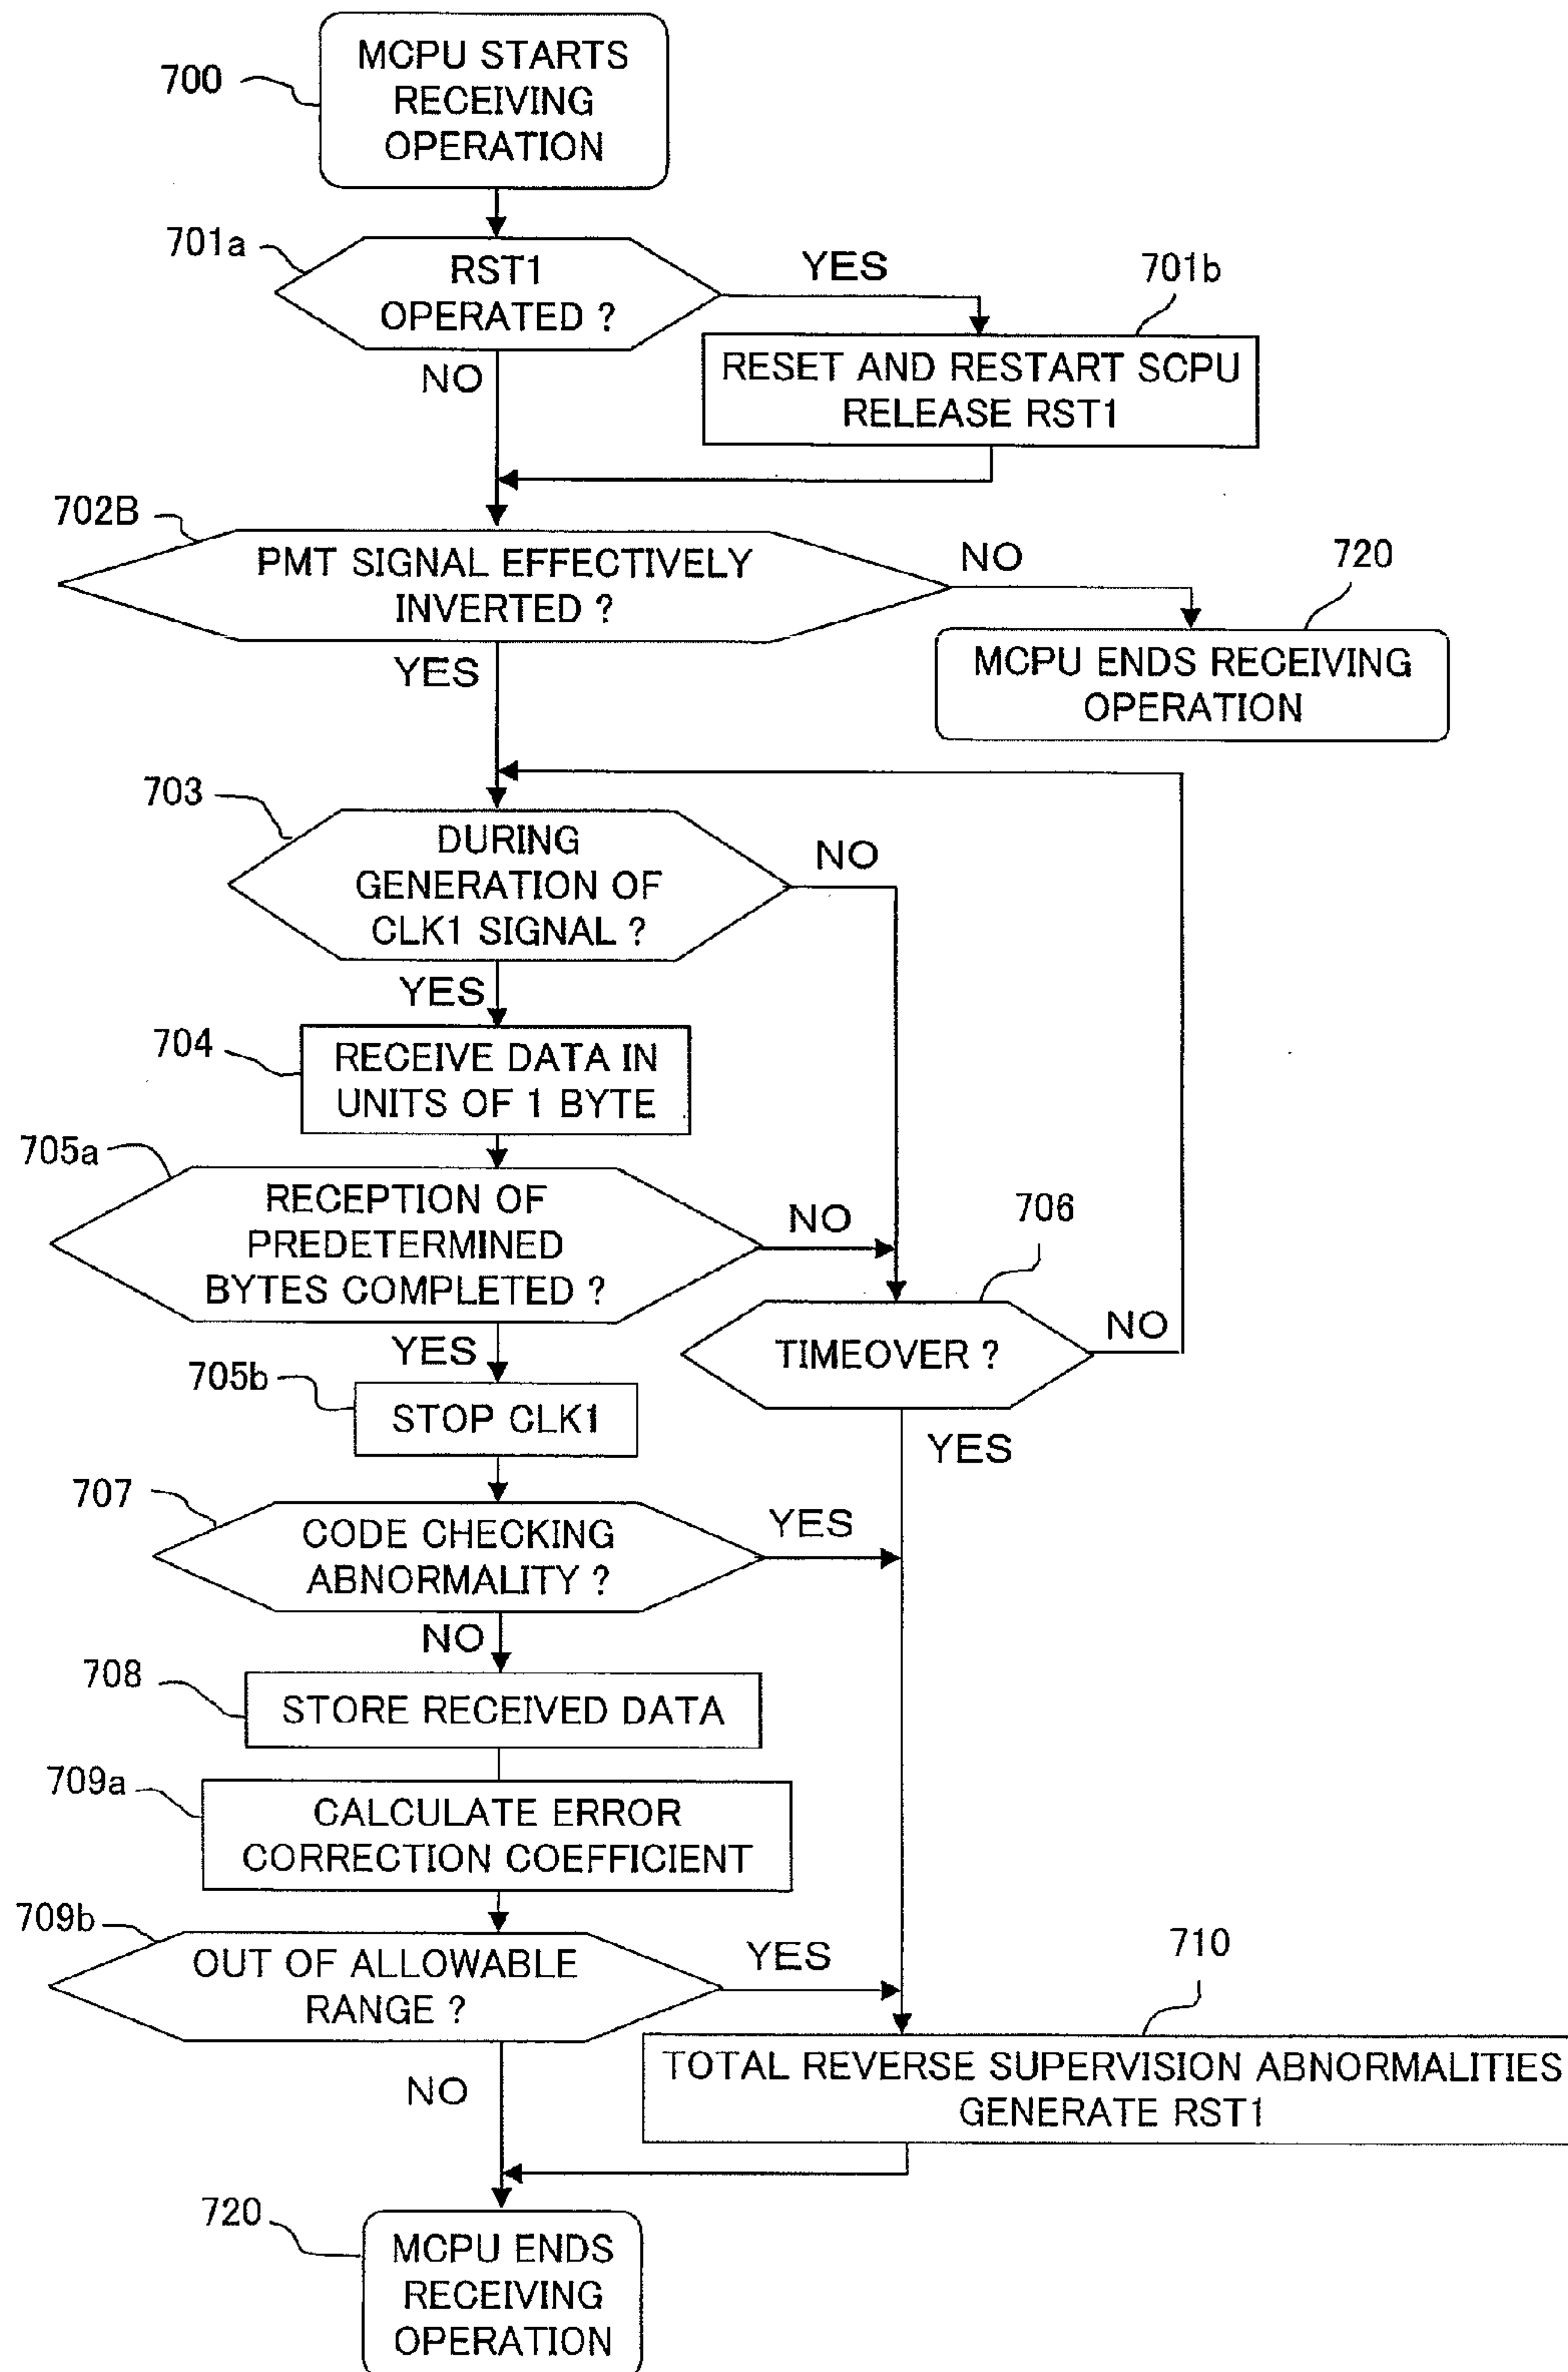 700
MCPU STARTS
RECEIVING
OPERATION
701a
RST1
OPERATED ?
YES
701b
NO
RESET AND RESTART SCPU
RELEASE RST1
702B
PMT SIGNAL EFFECTIVELY
INVERTED ?
NO
720
YES
MCPU ENDS RECEIVING
OPERATION
703
DURING
GENERATION OF
CLK1 SIGNAL ?
NO
YES
704
RECEIVE DATA IN
UNITS OF 1 BYTE
705a
RECEPTION OF
PREDETERMINED
BYTES COMPLETED ?
NO
706
TIMEOVER ?
NO
YES
YES
705b
STOP CLK1
707
CODE CHECKING
ABNORMALITY ?
YES
NO
708
STORE RECEIVED DATA
709a
CALCULATE ERROR
CORRECTION COEFFICIENT
709b
OUT OF ALLOWABLE
RANGE ?
YES
710
NO
TOTAL REVERSE SUPERVISION ABNORMALITIES
GENERATE RST1
720
MCPU ENDS
RECEIVING
OPERATION